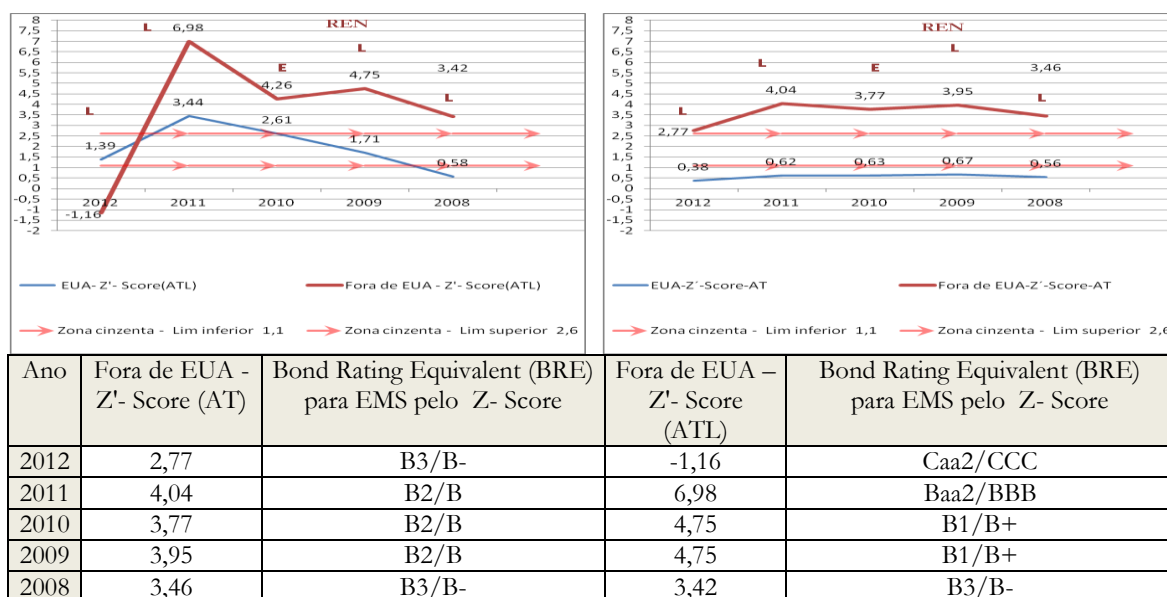 REN
8
7,5
7
6,5
6
5,5
5
4,5
4
3,5
3
2,5
2
1,5
1
0,5
0
-0,5
-1
-1,5
-2
L L E L L
6,98 4,26 4,75 3,42
1,39 3,44 2,61 1,71 0,58
-1,16
2012 2011 2010 2009 2008
EUA- Z'- Score(ATL) Fora de EUA - Z'- Score(ATL)
Zona cinzenta - Lim inferior 1,1 Zona cinzenta - Lim superior 2,6
REN
8
7,5
7
6,5
6
5,5
5
4,5
4
3,5
3
2,5
2
1,5
1
0,5
0
-0,5
-1
-1,5
-2
L L E L L
2,77 4,04 3,77 3,95 3,46
0,38 0,62 0,63 0,67 0,56
2012 2011 2010 2009 2008
EUA-Z´-Score-AT Fora de EUA-Z´-Score-AT
Zona cinzenta - Lim inferior 1,1 Zona cinzenta - Lim superior 2,6
Ano
Fora de EUA -
Z'- Score (AT)
Bond Rating Equivalent (BRE)
para EMS pelo Z- Score
Fora de EUA –
Z'- Score
(ATL)
Bond Rating Equivalent (BRE)
para EMS pelo Z- Score
2012 2,77 B3/B- -1,16 Caa2/CCC
2011 4,04 B2/B 6,98 Baa2/BBB
2010 3,77 B2/B 4,75 B1/B+
2009 3,95 B2/B 4,75 B1/B+
2008 3,46 B3/B- 3,42 B3/B-